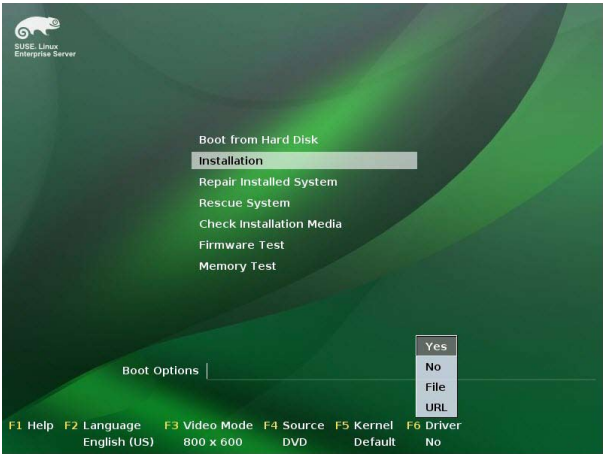 SUSE. Linux
Enterprise Server
Boot from Hard Disk
Installation
Repair Installed System
Rescue System
Check Installation Media
Firmware Test
Memory Test
Yes
No
File
URL
Boot Options
F1 Help F2 Language F3 Video Mode F4 Source F5 Kernel F6 Driver
English (US) 800 x 600 DVD Default No